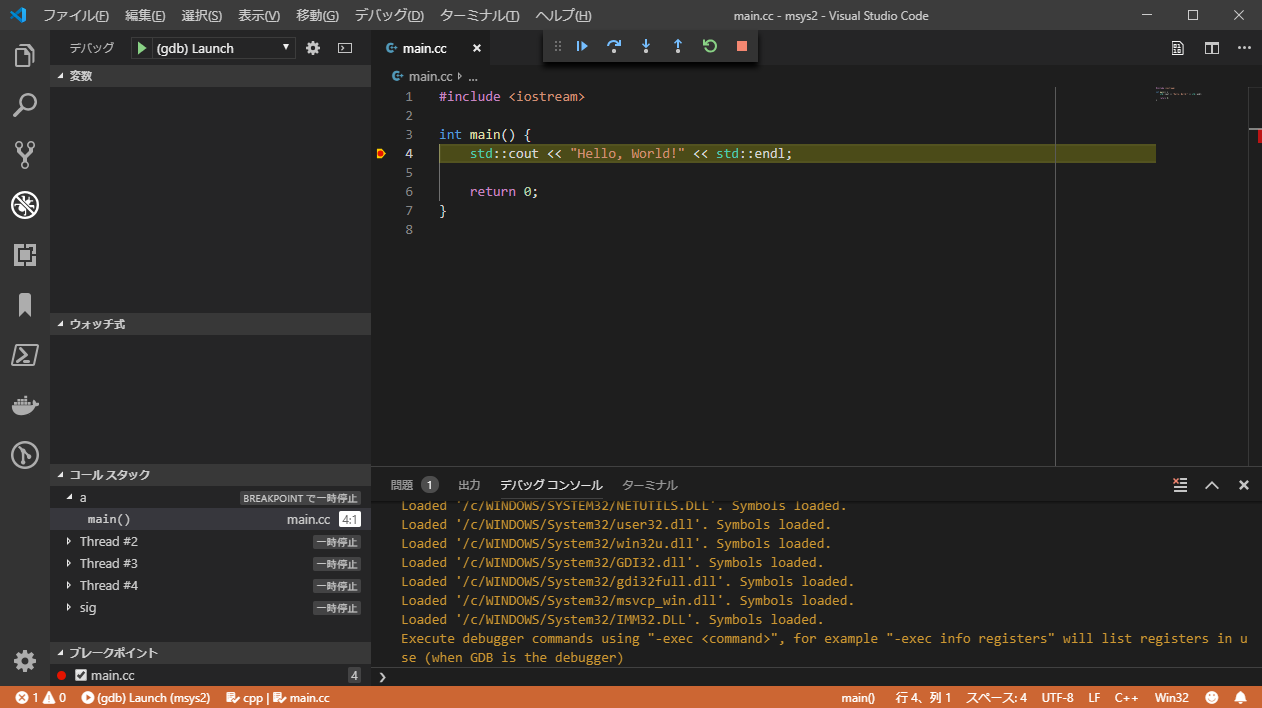 ファイル(F) 編集(E) 選択(S) 表示(V) 移動(G) デバッグ(D) ターミナル(T) ヘルプ(H) main.cc - msys2 - Visual Studio Code
デバッグ (gdb) Launch
変数
ウォッチ式
コール スタック
a BREAKPOINT で一時停止
main() main.cc 4:1
Thread #2 一時停止
Thread #3 一時停止
Thread #4 一時停止
sig 一時停止
ブレークポイント
main.cc 4
main.cc
main.cc ...
1 #include <iostream>
2
3 int main() {
4 std::cout << "Hello, World!" << std::endl;
5
6 return 0;
7 }
8
問題 1 出力 デバッグ コンソール ターミナル
Loaded '/c/WINDOWS/SYSTEM32/NETUTILS.DLL'. Symbols loaded.
Loaded '/c/WINDOWS/System32/user32.dll'. Symbols loaded.
Loaded '/c/WINDOWS/System32/win32u.dll'. Symbols loaded.
Loaded '/c/WINDOWS/System32/GDI32.dll'. Symbols loaded.
Loaded '/c/WINDOWS/System32/gdi32full.dll'. Symbols loaded.
Loaded '/c/WINDOWS/System32/msvcp_win.dll'. Symbols loaded.
Loaded '/c/WINDOWS/System32/IMM32.DLL'. Symbols loaded.
Execute debugger commands using "-exec <command>", for example "-exec info registers" will list registers in u
se (when GDB is the debugger)
1 0 (gdb) Launch (msys2) cpp | main.cc main() 行 4、列 1 スペース: 4 UTF-8 LF C++ Win32